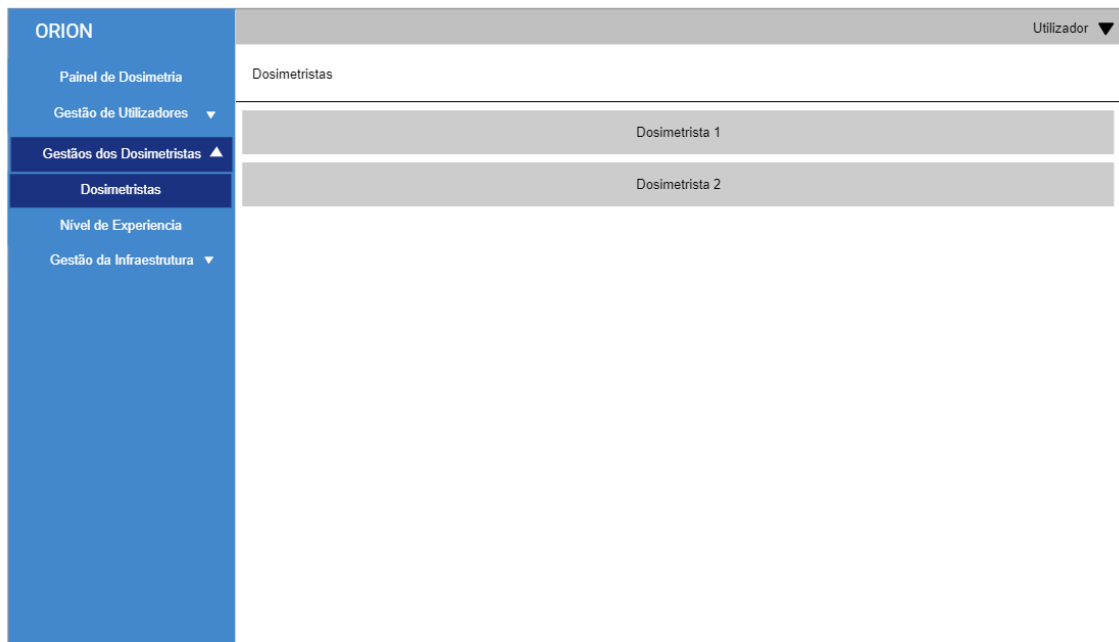 ORION
Utilizador
Painel de Dosimetria
Gestão de Utilizadores
Gestãos dos Dosimetristas
Dosimetristas
Nível de Experiencia
Gestão da Infraestrutura
Dosimetristas
Dosimetrista 1
Dosimetrista 2